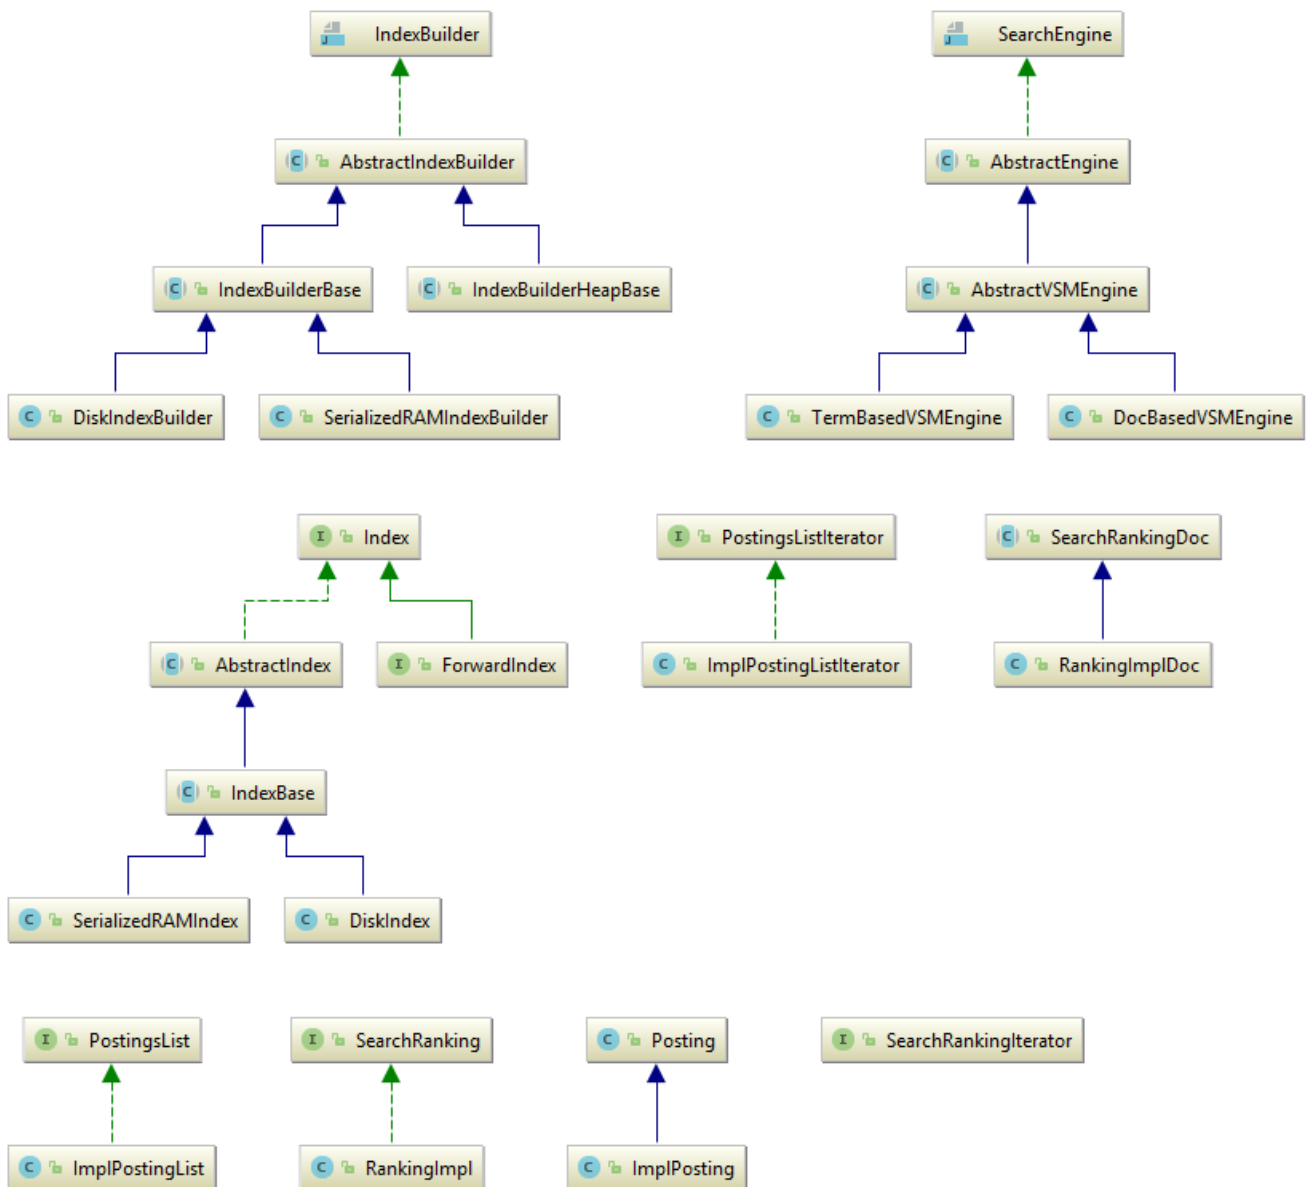 IndexBuilder
SearchEngine
AbstractIndexBuilder
AbstractEngine
IndexBuilderBase
IndexBuilderHeapBase
AbstractVSMEngine
DiskIndexBuilder
SerializedRAMIndexBuilder
TermBasedVSMEngine
DocBasedVSMEngine
Index
PostingsListIterator
SearchRankingDoc
AbstractIndex
ForwardIndex
ImplPostingListIterator
RankingImplDoc
IndexBase
SerializedRAMIndex
DiskIndex
PostingsList
SearchRanking
Posting
SearchRankingIterator
ImplPostingList
RankingImpl
ImplPosting